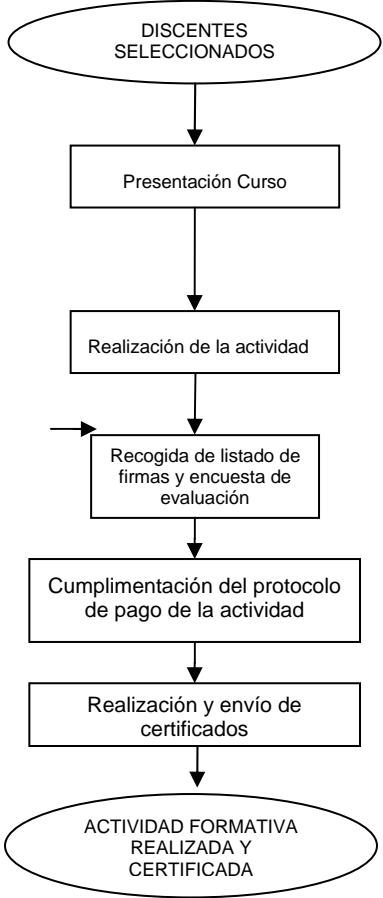 DISCENTES
SELECCIONADOS
Presentación Curso
Realización de la actividad
Recogida de listado de
firmas y encuesta de
evaluación
Cumplimentación del protocolo
de pago de la actividad
Realización y envío de
certificados
ACTIVIDAD FORMATIVA
REALIZADA Y
CERTIFICADA